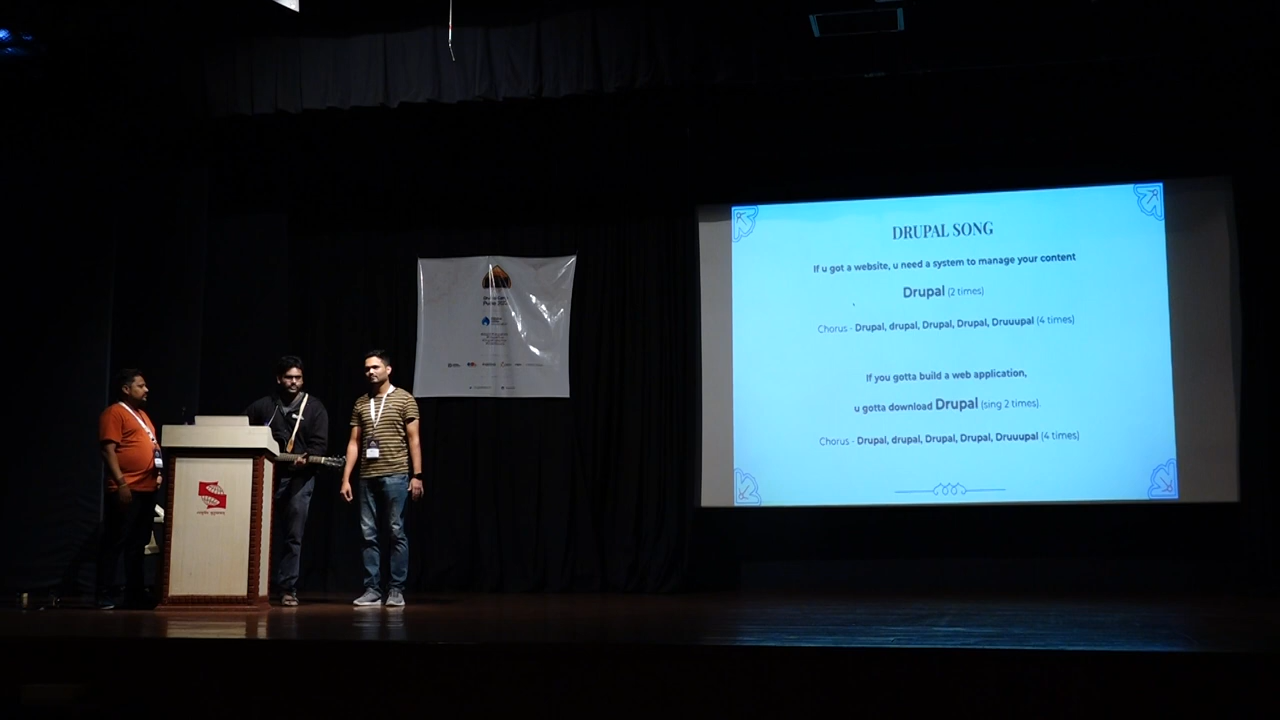 DRUPAL SONG
If u got a website, u need a system to manage your content
Drupal (2 times)
Chorus - Drupal, drupal, Drupal, Drupal, Druuupal (4 times)
If you gotta build a web application,
u gotta download Drupal (sing 2 times).
Chorus - Drupal, drupal, Drupal, Drupal, Druuupal (4 times)